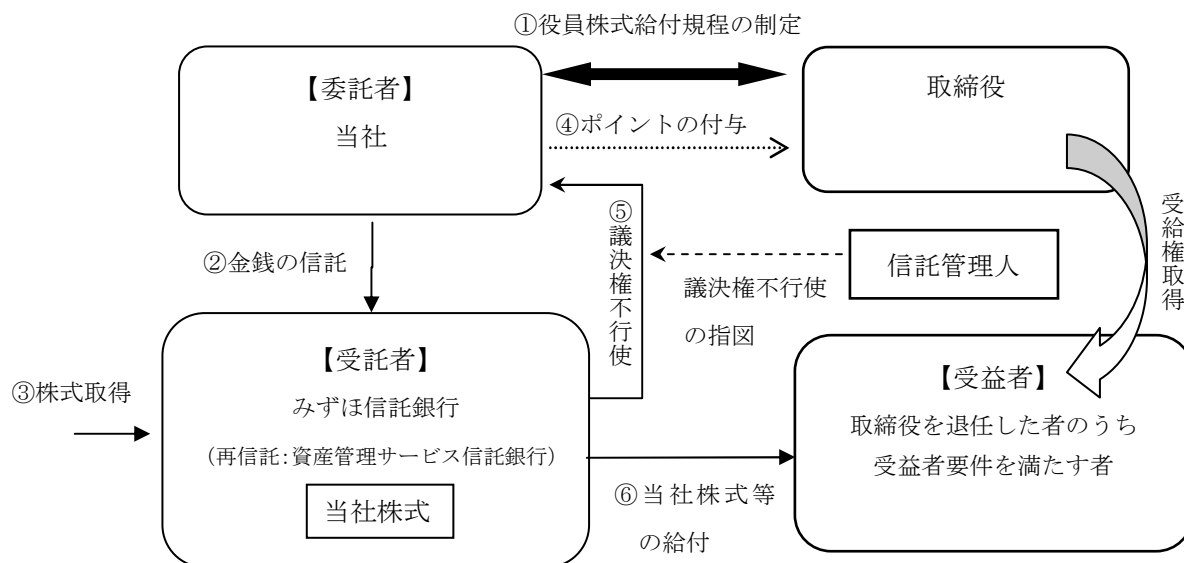 ①役員株式給付規程の制定
【委託者】
当社
取締役
④ポイントの付与
②金銭の信託
⑤議決権不行使
議決権不行使
の指図
信託管理人
受給権取得
③株式取得
【受託者】
みずほ信託銀行
(再信託:資産管理サービス信託銀行)
当社株式
⑥当社株式等
の給付
【受益者】
取締役を退任した者のうち
受益者要件を満たす者